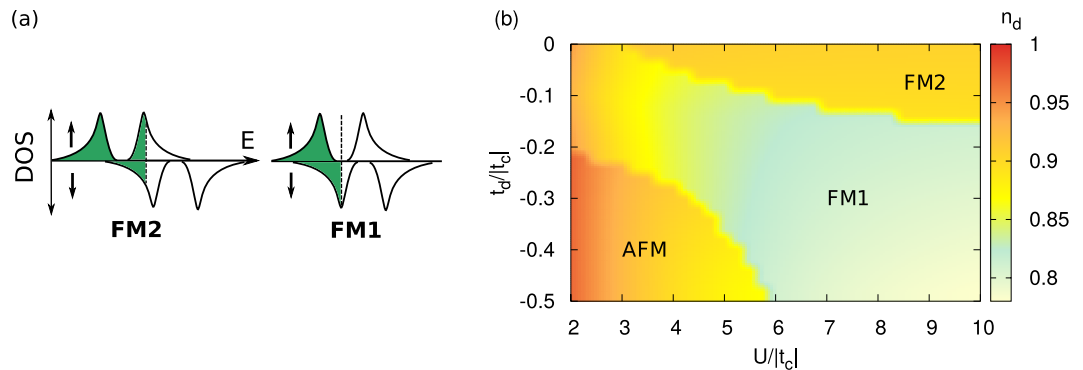 (a)
DOS
E
FM2
FM1
(b)
n_d
0
-0.1
-0.2
-0.3
-0.4
-0.5
t_d/|t_c|
FM2
FM1
AFM
2 3 4 5 6 7 8 9 10
U/|t_c|
1
0.95
0.9
0.85
0.8